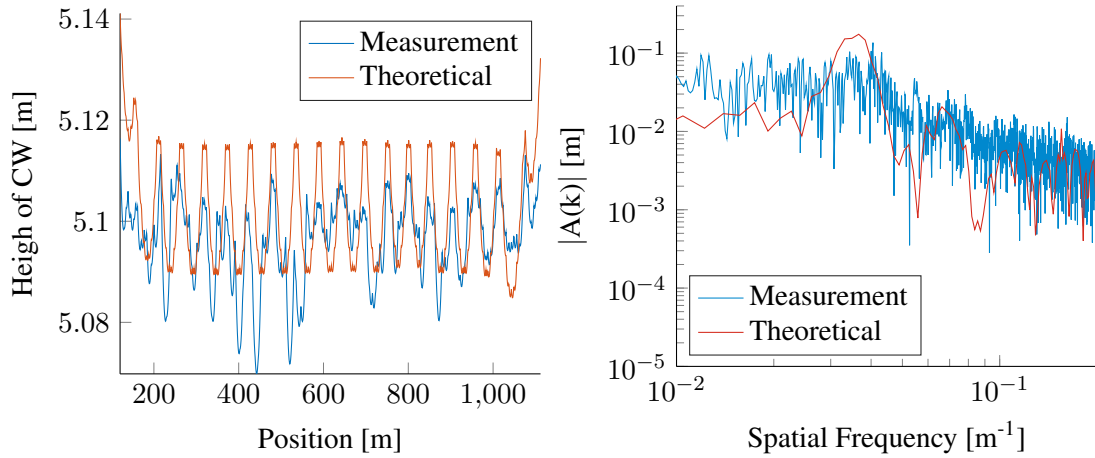 5.14
5.12
5.1
5.08
200
400
600
800
1,000
Heigh of CW [m]
Position [m]
Measurement
Theoretical
10^-1
10^-2
10^-3
10^-4
10^-5
10^-2
10^-1
|A(k)| [m]
Spatial Frequency [m^-1]
Measurement
Theoretical